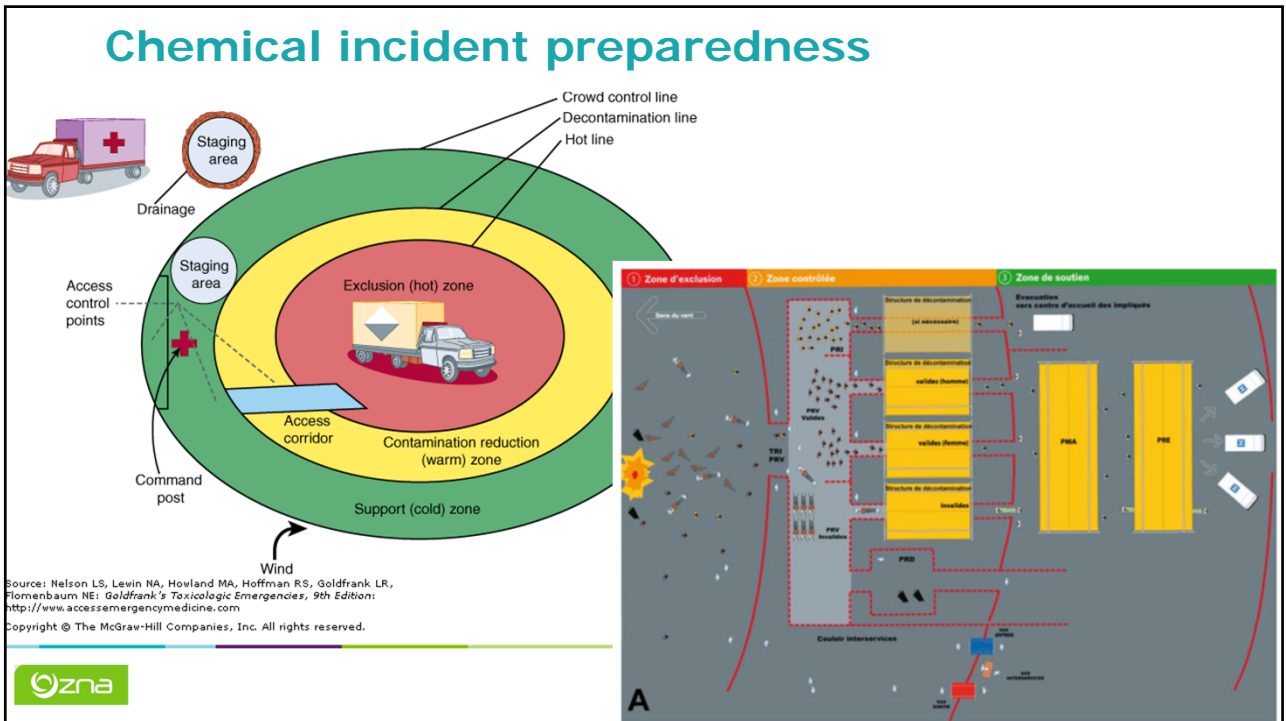 Chemical incident preparedness
Crowd control line
Decontamination line
Hot line
Staging
area
Drainage
Staging
area
Access
control
points
Exclusion (hot) zone
Access
corridor
Contamination reduction
(warm) zone
Command
post
Support (cold) zone
Wind
Source: Nelson LS, Lewin NA, Howland MA, Hoffman RS, Goldfrank LR,
Flomenbaum NE: Goldfrank's Toxicologic Emergencies, 9th Edition:
http://www.accessemergencymedicine.com
Copyright © The McGraw-Hill Companies, Inc. All rights reserved.
zna
1 Zone d'exclusion
2 Zone contrôlée
3 Zone de soutien
Sens du vent
Structure de décontamination
(si nécessaire)
Evacuation
vers centre d'accueil des impliqués
PRI
Structure de décontamination
valides (homme)
PRV
Valides
Structure de décontamination
valides (femme)
TRI
PRV
PMA
PRE
Structure de décontamination
Invalides
PRV
Invalides
PRD
Couloir interservices
SAS
ENTREE
SAS
INTERSERVICES
SAS
SORTIE
A